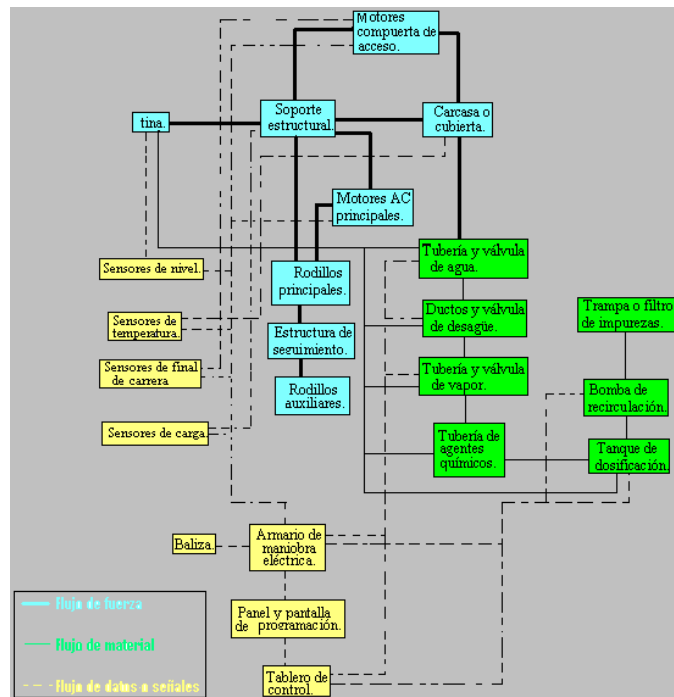 Motores
compuerta de
acceso.
Soporte
estructural.
Carcasa o
cubierta.
tina.
Motores AC
principales.
Tubería y válvula
de agua.
Sensores de nivel.
Rodillos
principales.
Ductos y válvula
de desagüe.
Trampa o filtro
de impurezas.
Sensores de
temperatura.
Estructura de
seguimiento.
Sensores de final
de carrera
Rodillos
auxiliares.
Tubería y válvula
de vapor.
Bomba de
recirculación.
Sensores de carga.
Tubería de
agentes
químicos.
Tanque de
dosificación.
Baliza.
Armario de
maniobra
eléctrica.
Panel y pantalla
de programación.
Tablero de
control.
Flujo de fuerza
Flujo de material
Flujo de datos o señales